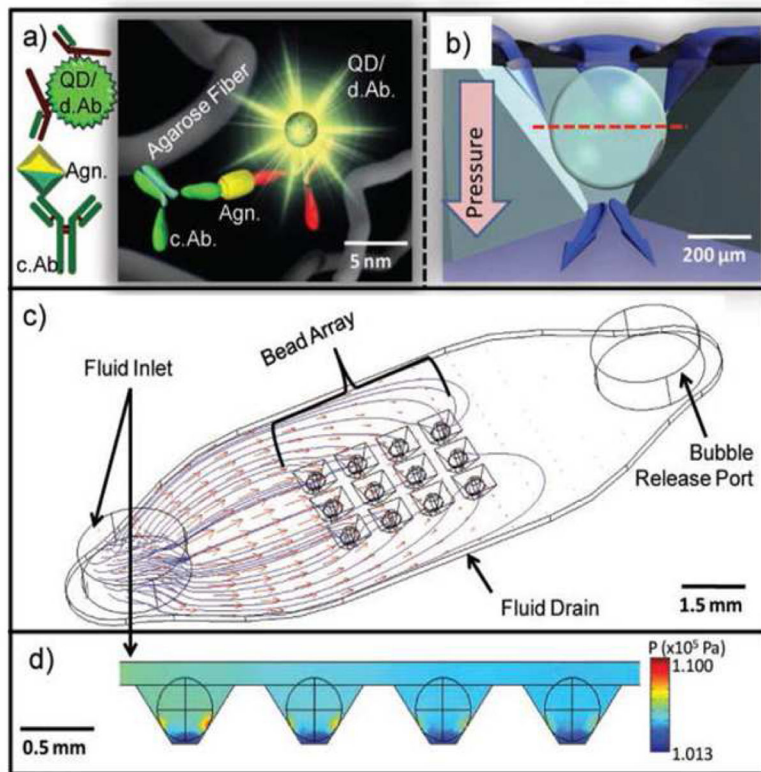 a)
QD/
d.Ab.
Agn.
c.Ab.
Agarose Fiber
QD/
d.Ab.
Agn.
c.Ab.
5 nm
b)
Pressure
200 µm
c)
Fluid Inlet
Bead Array
Bubble
Release Port
Fluid Drain
1.5 mm
d)
P (x10⁵ Pa)
1.100
1.013
0.5 mm